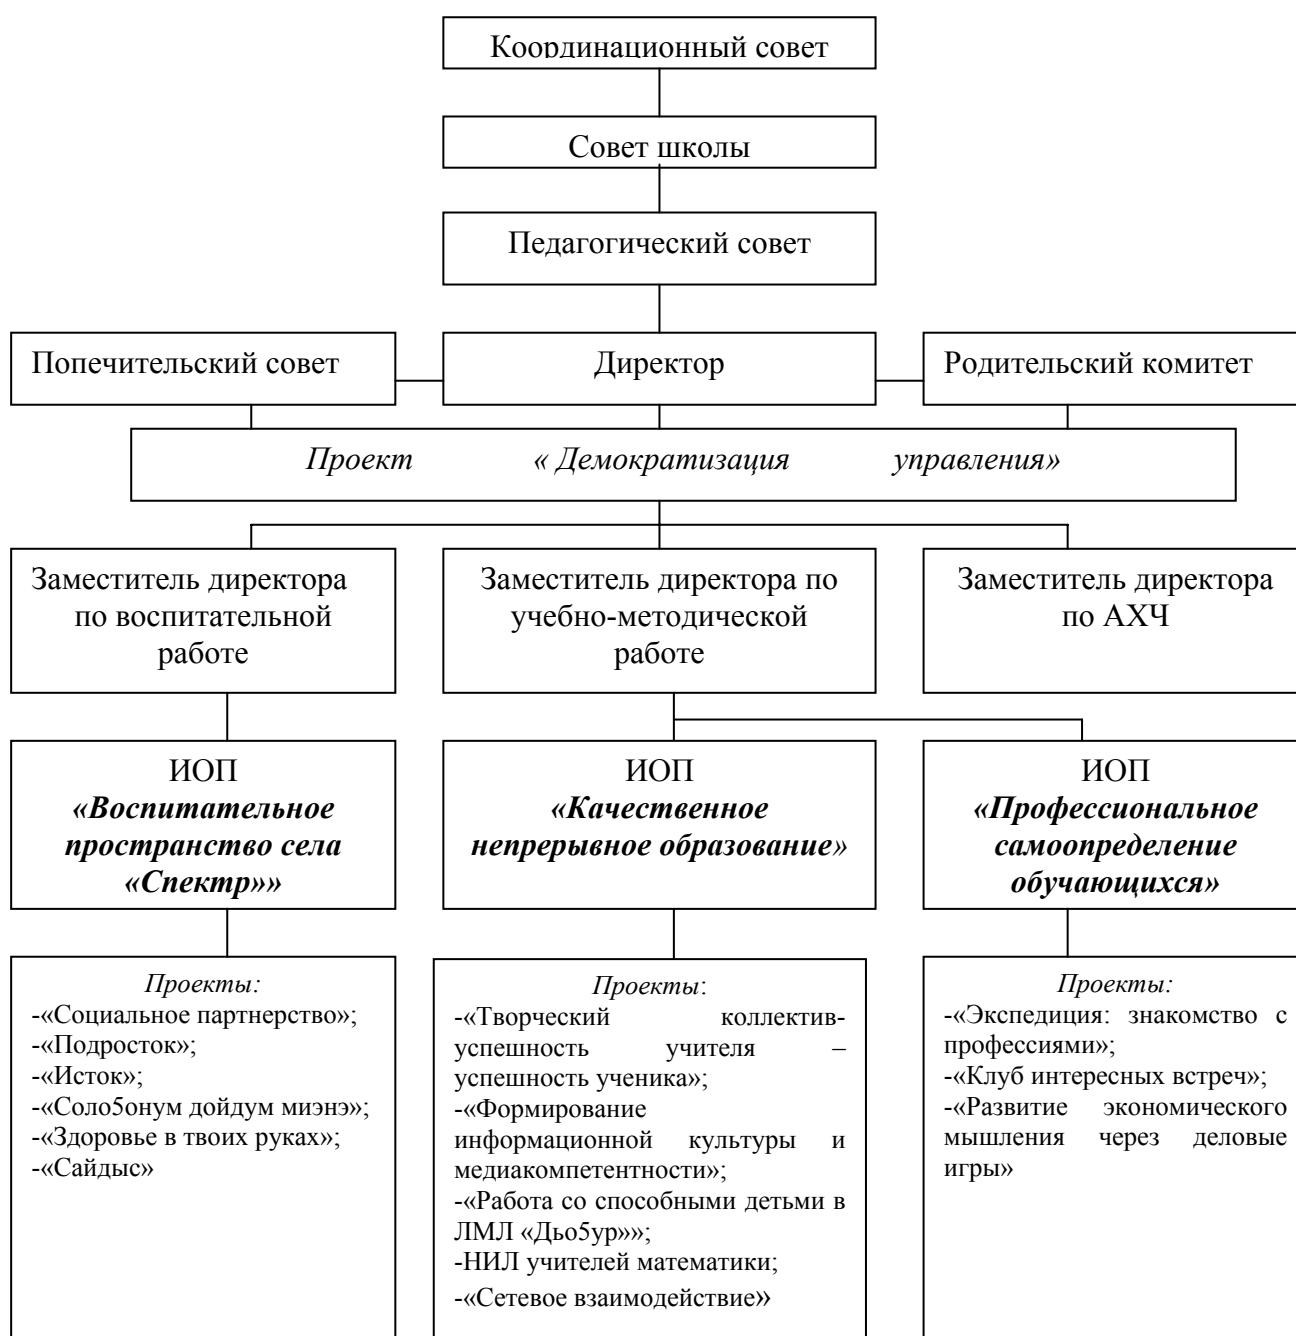 Координационный совет
Совет школы
Педагогический совет
Попечительский совет
Директор
Родительский комитет
Проект « Демократизация управления»
Заместитель директора
по воспитательной
работе
Заместитель директора по
учебно-методической
работе
Заместитель директора
по АХЧ
ИОП
«Воспитательное
пространство села
«Спектр»»
ИОП
«Качественное
непрерывное образование»
ИОП
«Профессиональное
самоопределение
обучающихся»
Проекты:
-«Социальное партнерство»;
-«Подросток»;
-«Исток»;
-«Соло5онум дойдум миэнэ»;
-«Здоровье в твоих руках»;
-«Сайдыс»
Проекты:
-«Творческий коллектив-
успешность учителя –
успешность ученика»;
-«Формирование
информационной культуры и
медиакомпетентности»;
-«Работа со способными детьми в
ЛМЛ «Дьо5ур»»;
-НИЛ учителей математики;
-«Сетевое взаимодействие»
Проекты:
-«Экспедиция: знакомство с
профессиями»;
-«Клуб интересных встреч»;
-«Развитие экономического
мышления через деловые
игры»